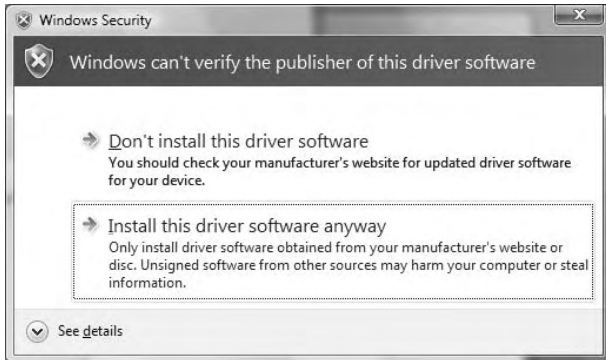 Windows Security
x
Windows can't verify the publisher of this driver software
Don't install this driver software
You should check your manufacturer's website for updated driver software
for your device.
Install this driver software anyway
Only install driver software obtained from your manufacturer's website or
disc. Unsigned software from other sources may harm your computer or steal
information.
See details